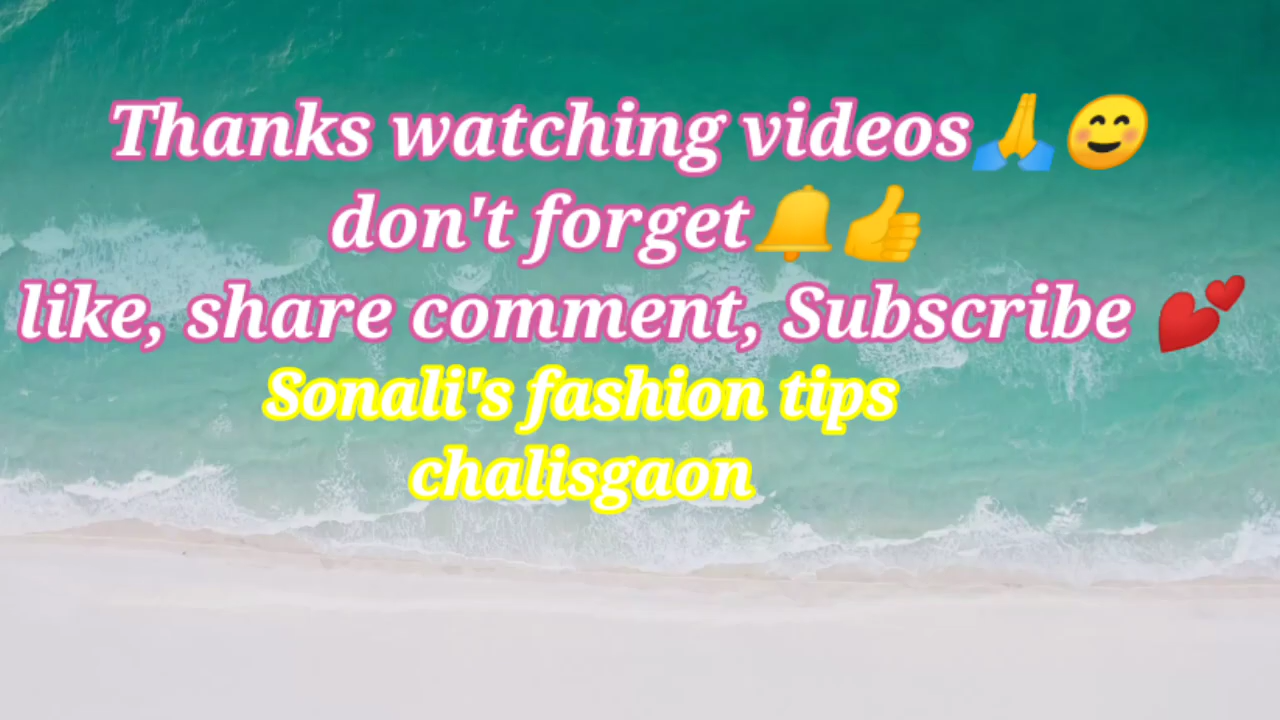 Thanks watching videos🙏😊
don't forget🔔👍
like, share comment, Subscribe 💕
Sonali's fashion tips
chalisgaon